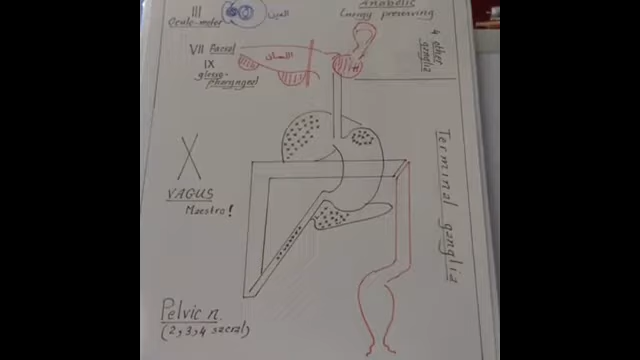 III
Oculo-motor
العين
Anabolic
Energy preserving
4 other
ganglia
VII Facial
اللسان
IX
glosso-
pharyngeal
X
VAGUS
Maestro!
Terminal ganglia
Pelvic n.
(2,3,4 sacral)